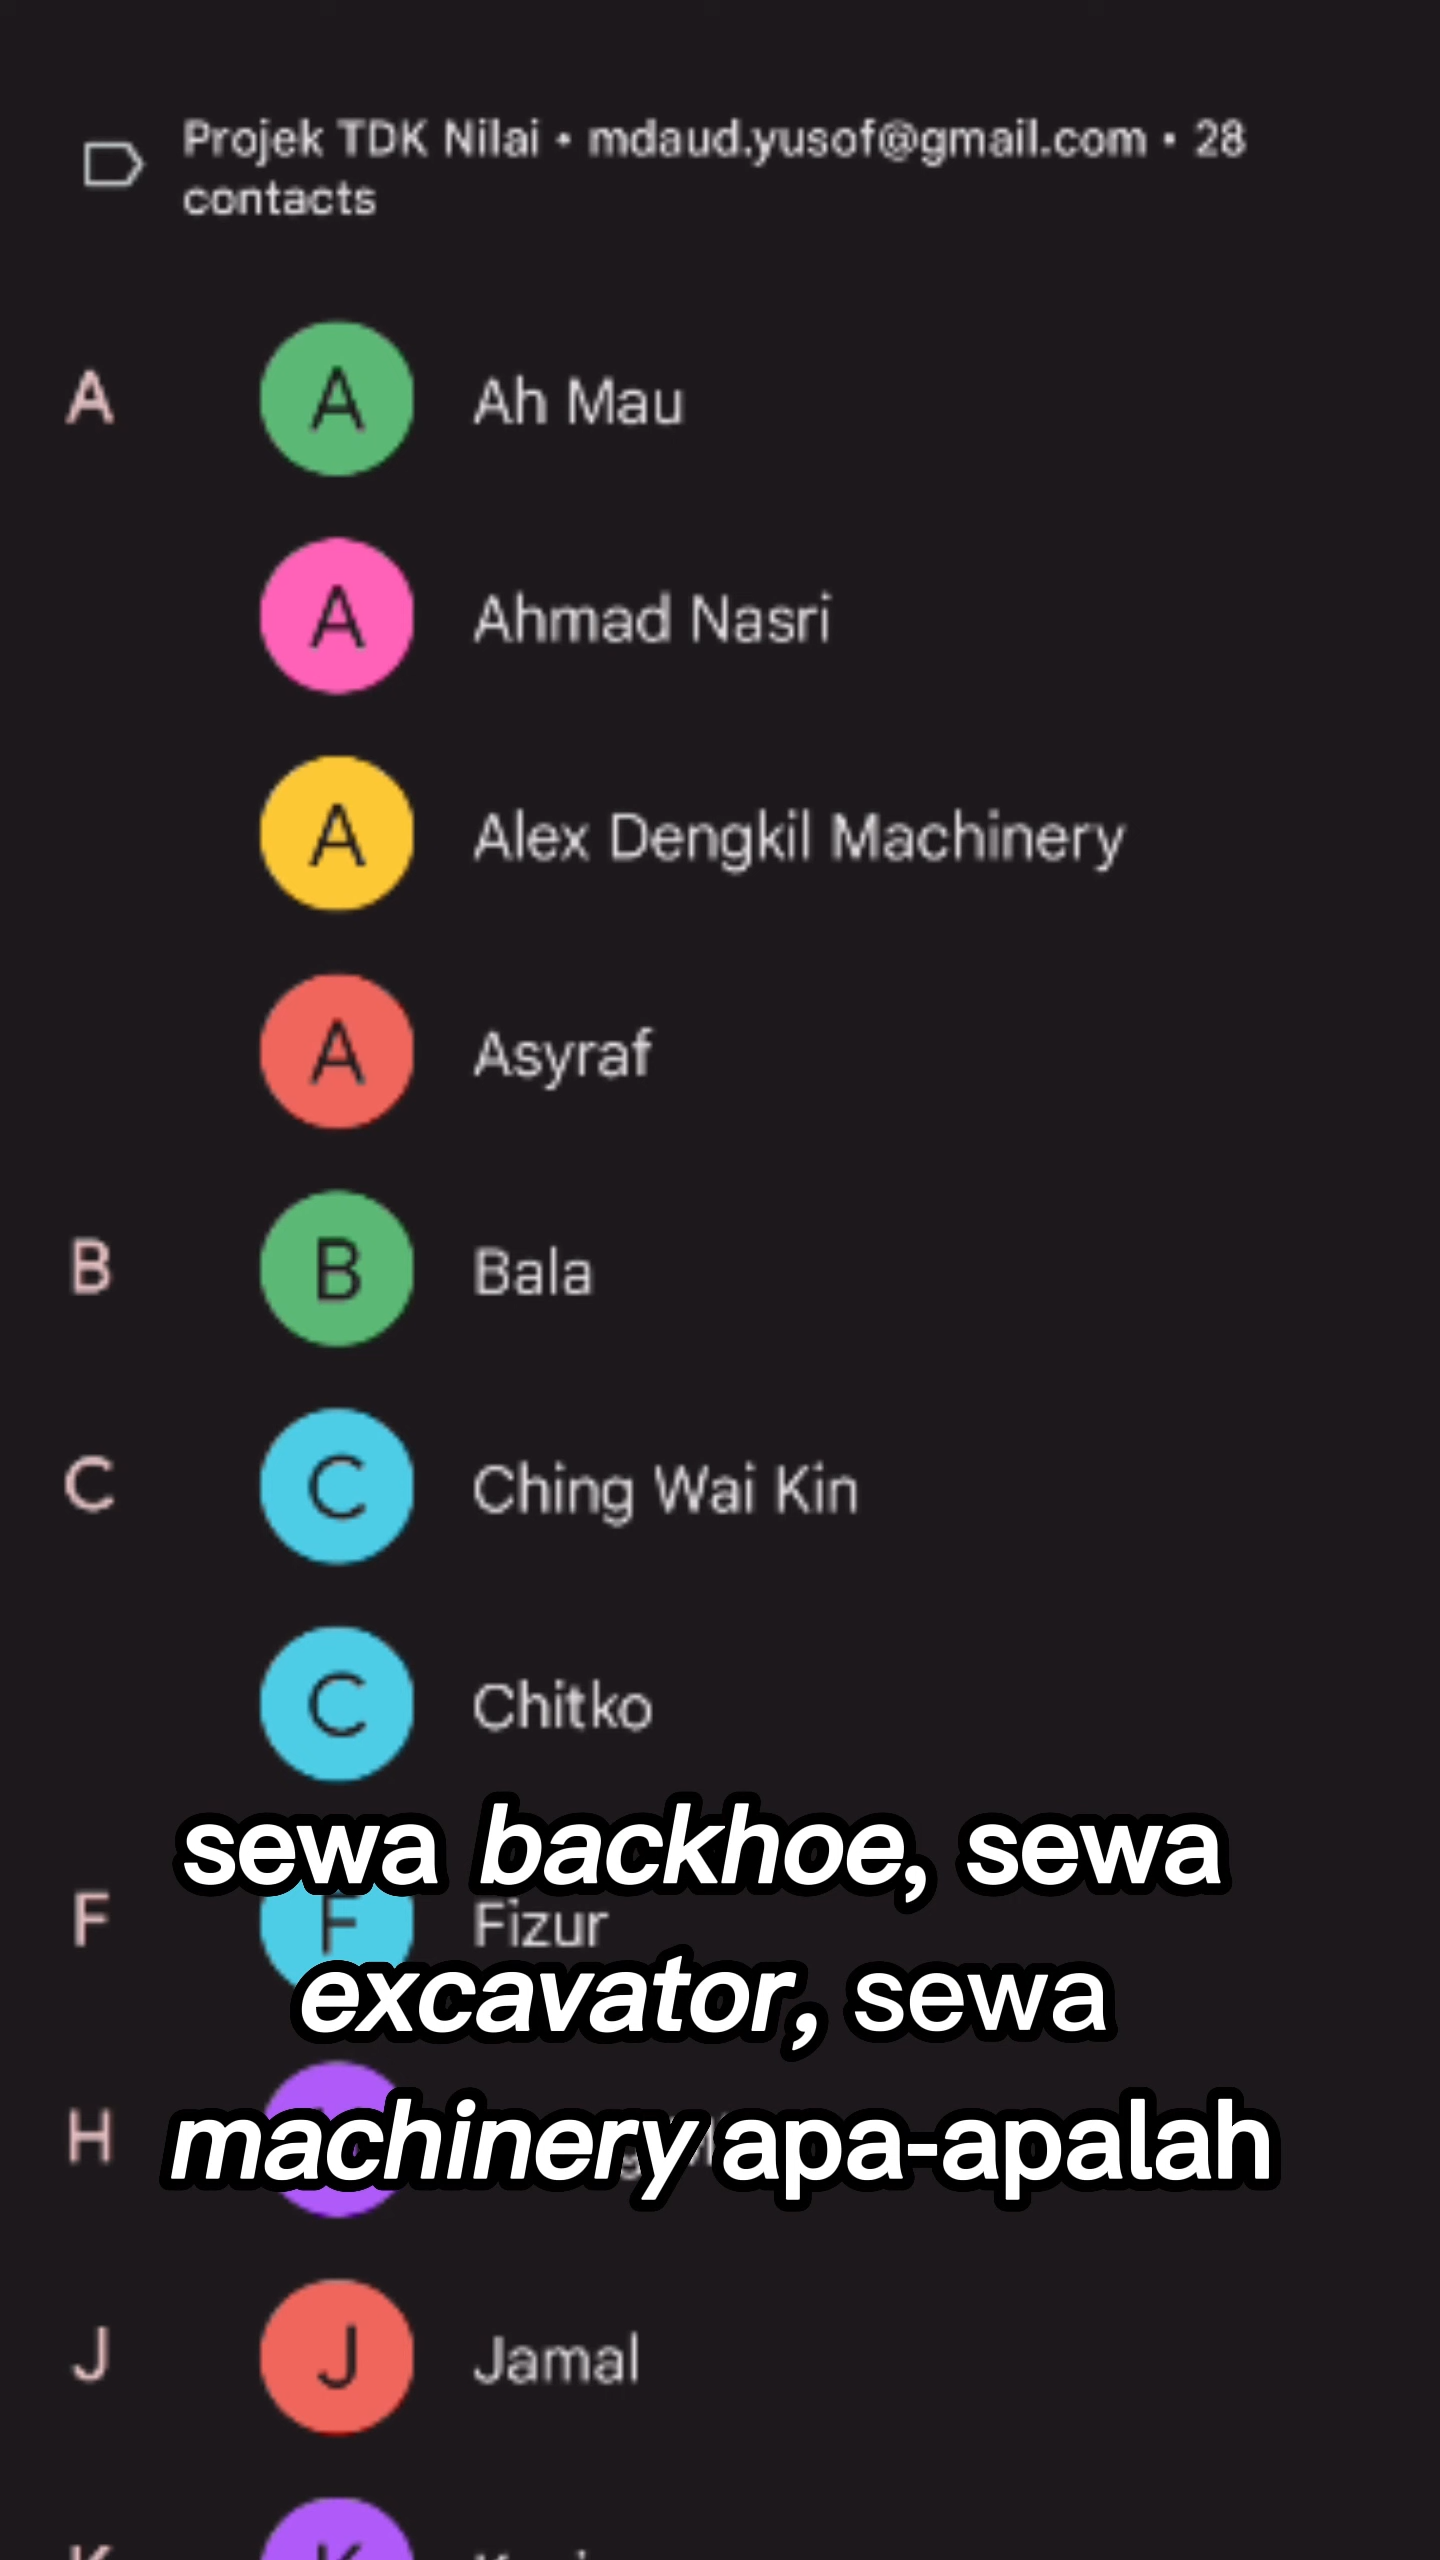 Projek TDK Nilai • mdaud.yusof@gmail.com • 28
contacts
A
A
Ah Mau
A
Ahmad Nasri
A
Alex Dengkil Machinery
A
Asyraf
B
B
Bala
C
C
Ching Wai Kin
C
Chitko
sewa backhoe, sewa
F
F
Fizur
excavator, sewa
H
machinery apa-apalah
J
J
Jamal
K
K